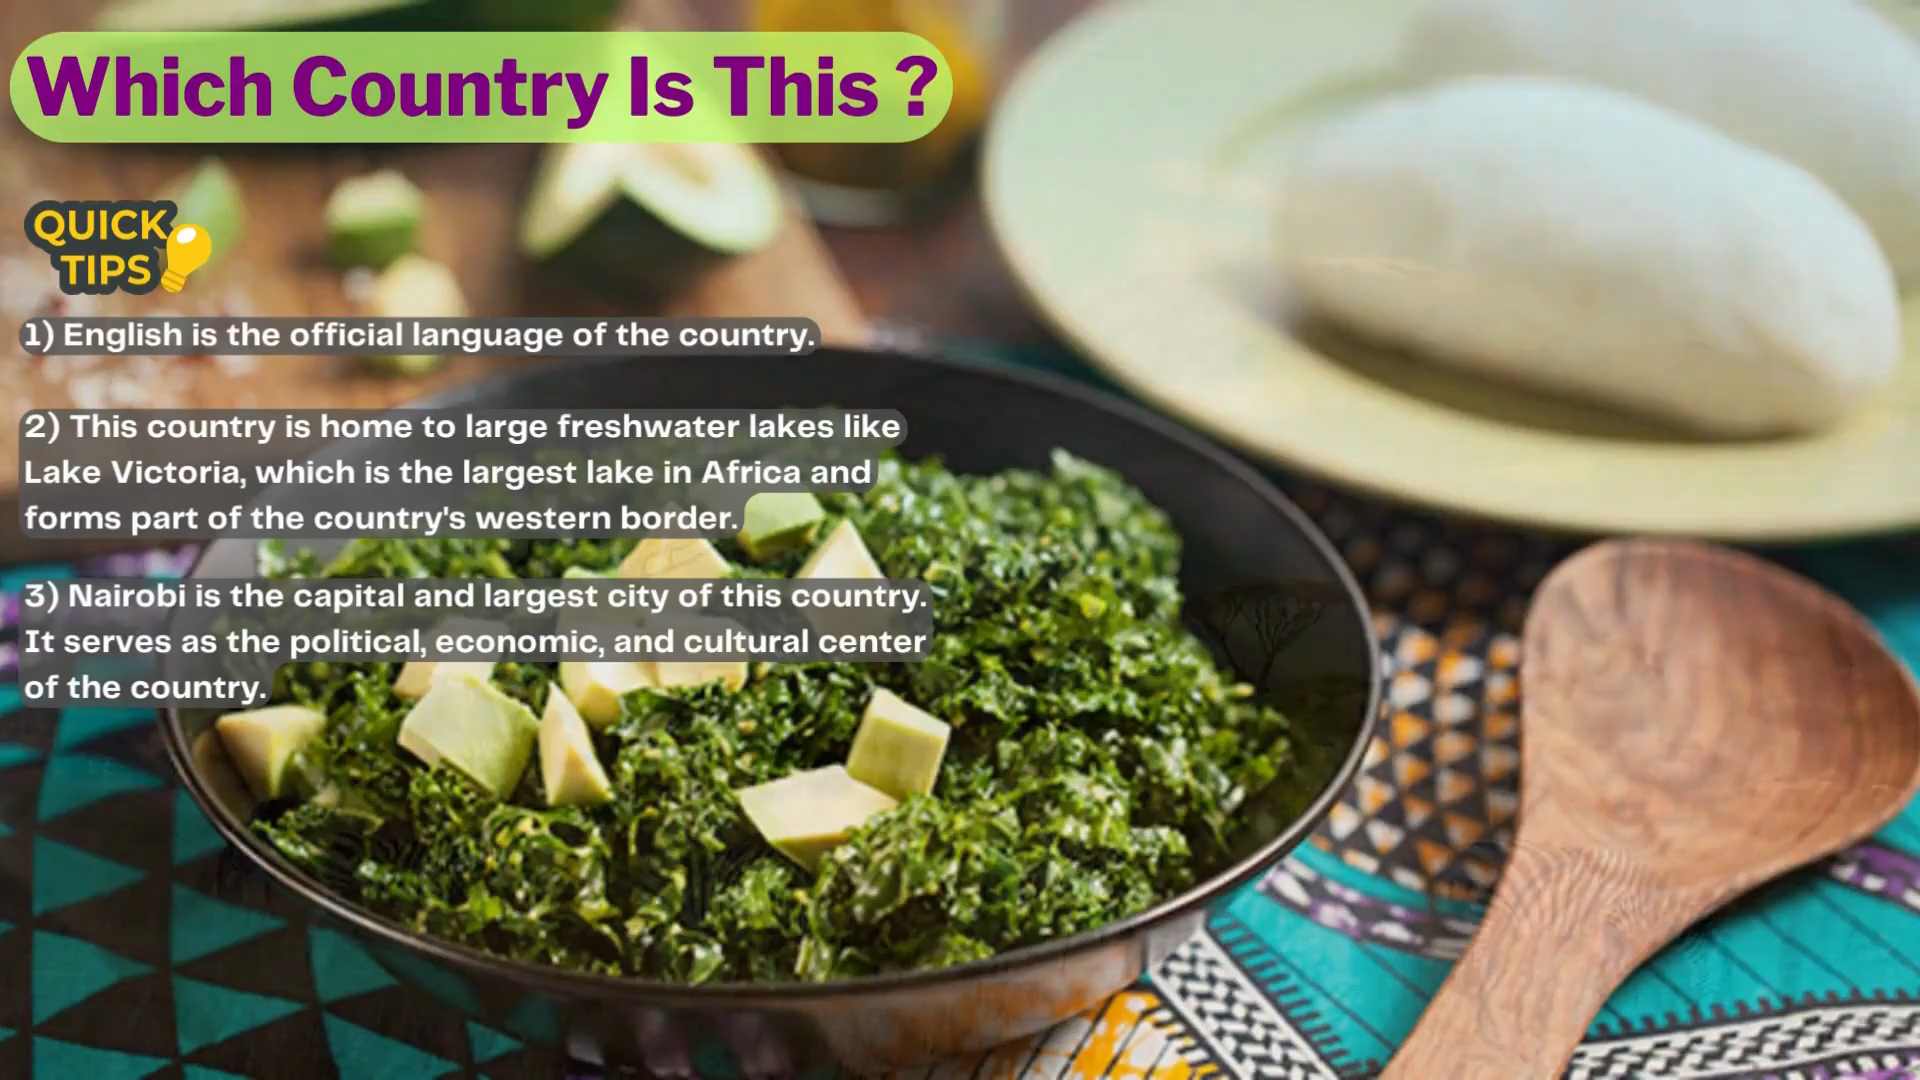 Which Country Is This ?
QUICK
TIPS
1) English is the official language of the country.
2) This country is home to large freshwater lakes like
Lake Victoria, which is the largest lake in Africa and
forms part of the country's western border.
3) Nairobi is the capital and largest city of this country.
It serves as the political, economic, and cultural center
of the country.